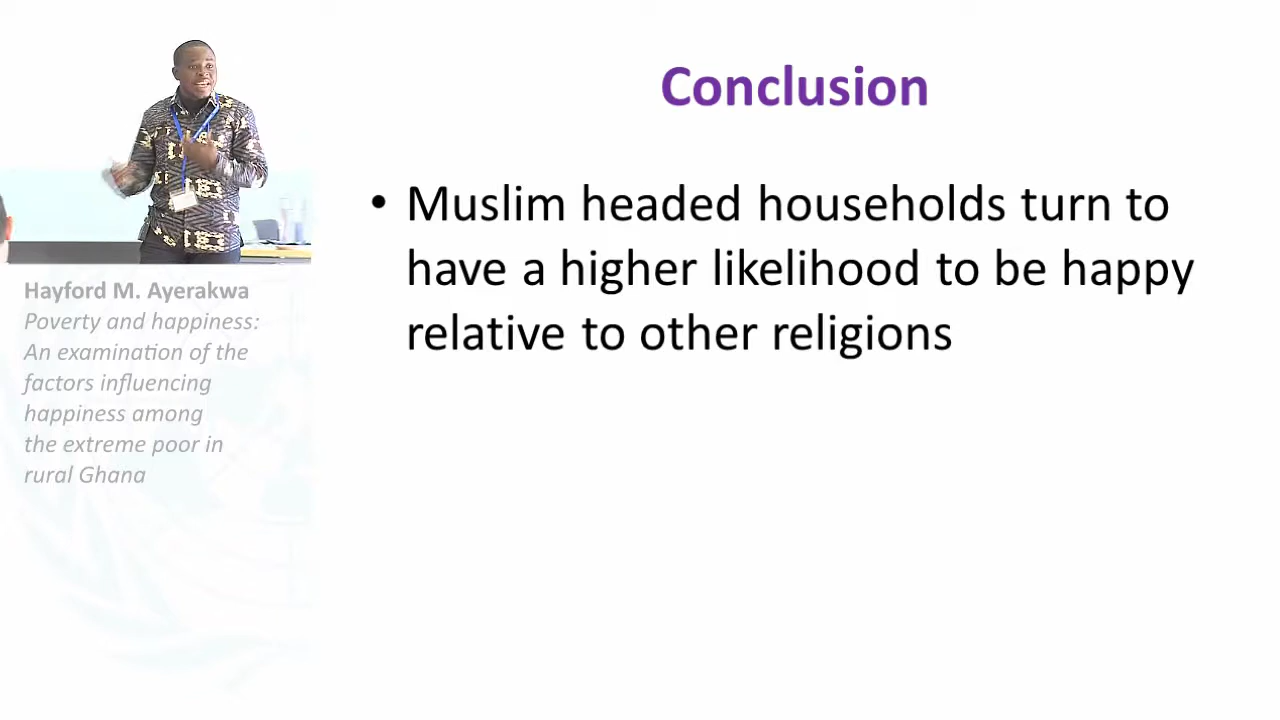 Conclusion
• Muslim headed households turn to
have a higher likelihood to be happy
relative to other religions
Hayford M. Ayerakwa
Poverty and happiness:
An examination of the
factors influencing
happiness among
the extreme poor in
rural Ghana